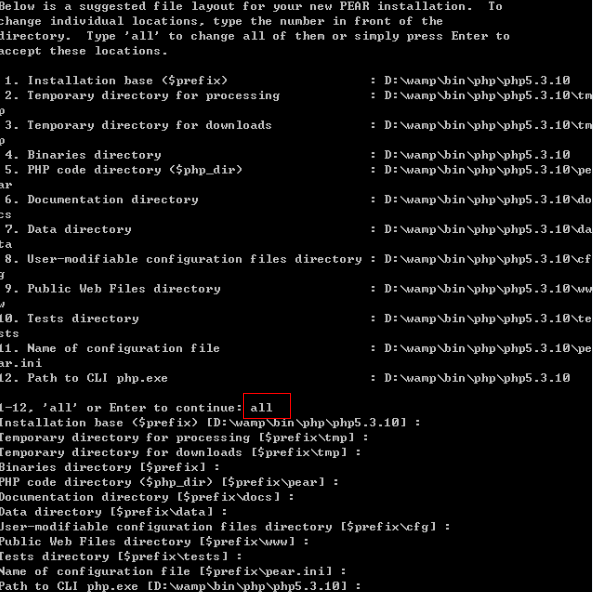 Below is a suggested file layout for your new PEAR installation.  To
change individual locations, type the number in front of the
directory.  Type 'all' to change all of them or simply press Enter to
accept these locations.
 1. Installation base ($prefix)                   : D:\wamp\bin\php\php5.3.10
 2. Temporary directory for processing            : D:\wamp\bin\php\php5.3.10\tm
p
 3. Temporary directory for downloads             : D:\wamp\bin\php\php5.3.10\tm
p
 4. Binaries directory                            : D:\wamp\bin\php\php5.3.10
 5. PHP code directory ($php_dir)                 : D:\wamp\bin\php\php5.3.10\pe
ar
 6. Documentation directory                       : D:\wamp\bin\php\php5.3.10\do
cs
 7. Data directory                                : D:\wamp\bin\php\php5.3.10\da
ta
 8. User-modifiable configuration files directory : D:\wamp\bin\php\php5.3.10\cf
g
 9. Public Web Files directory                    : D:\wamp\bin\php\php5.3.10\ww
w
10. Tests directory                               : D:\wamp\bin\php\php5.3.10\te
sts
11. Name of configuration file                    : D:\wamp\bin\php\php5.3.10\pe
ar.ini
12. Path to CLI php.exe                           : D:\wamp\bin\php\php5.3.10
1-12, 'all' or Enter to continue: all
Installation base ($prefix) [D:\wamp\bin\php\php5.3.10] :
Temporary directory for processing [$prefix\tmp] :
Temporary directory for downloads [$prefix\tmp] :
Binaries directory [$prefix] :
PHP code directory ($php_dir) [$prefix\pear] :
Documentation directory [$prefix\docs] :
Data directory [$prefix\data] :
User-modifiable configuration files directory [$prefix\cfg] :
Public Web Files directory [$prefix\www] :
Tests directory [$prefix\tests] :
Name of configuration file [$prefix\pear.ini] :
Path to CLI php.exe [D:\wamp\bin\php\php5.3.10] :